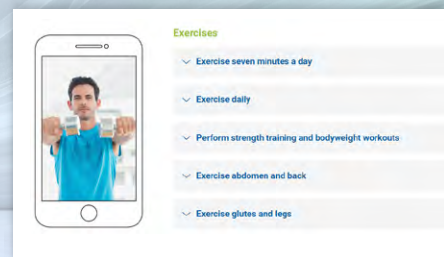 Exercises
Exercise seven minutes a day
Exercise daily
Perform strength training and bodyweight workouts
Exercise abdomen and back
Exercise glutes and legs